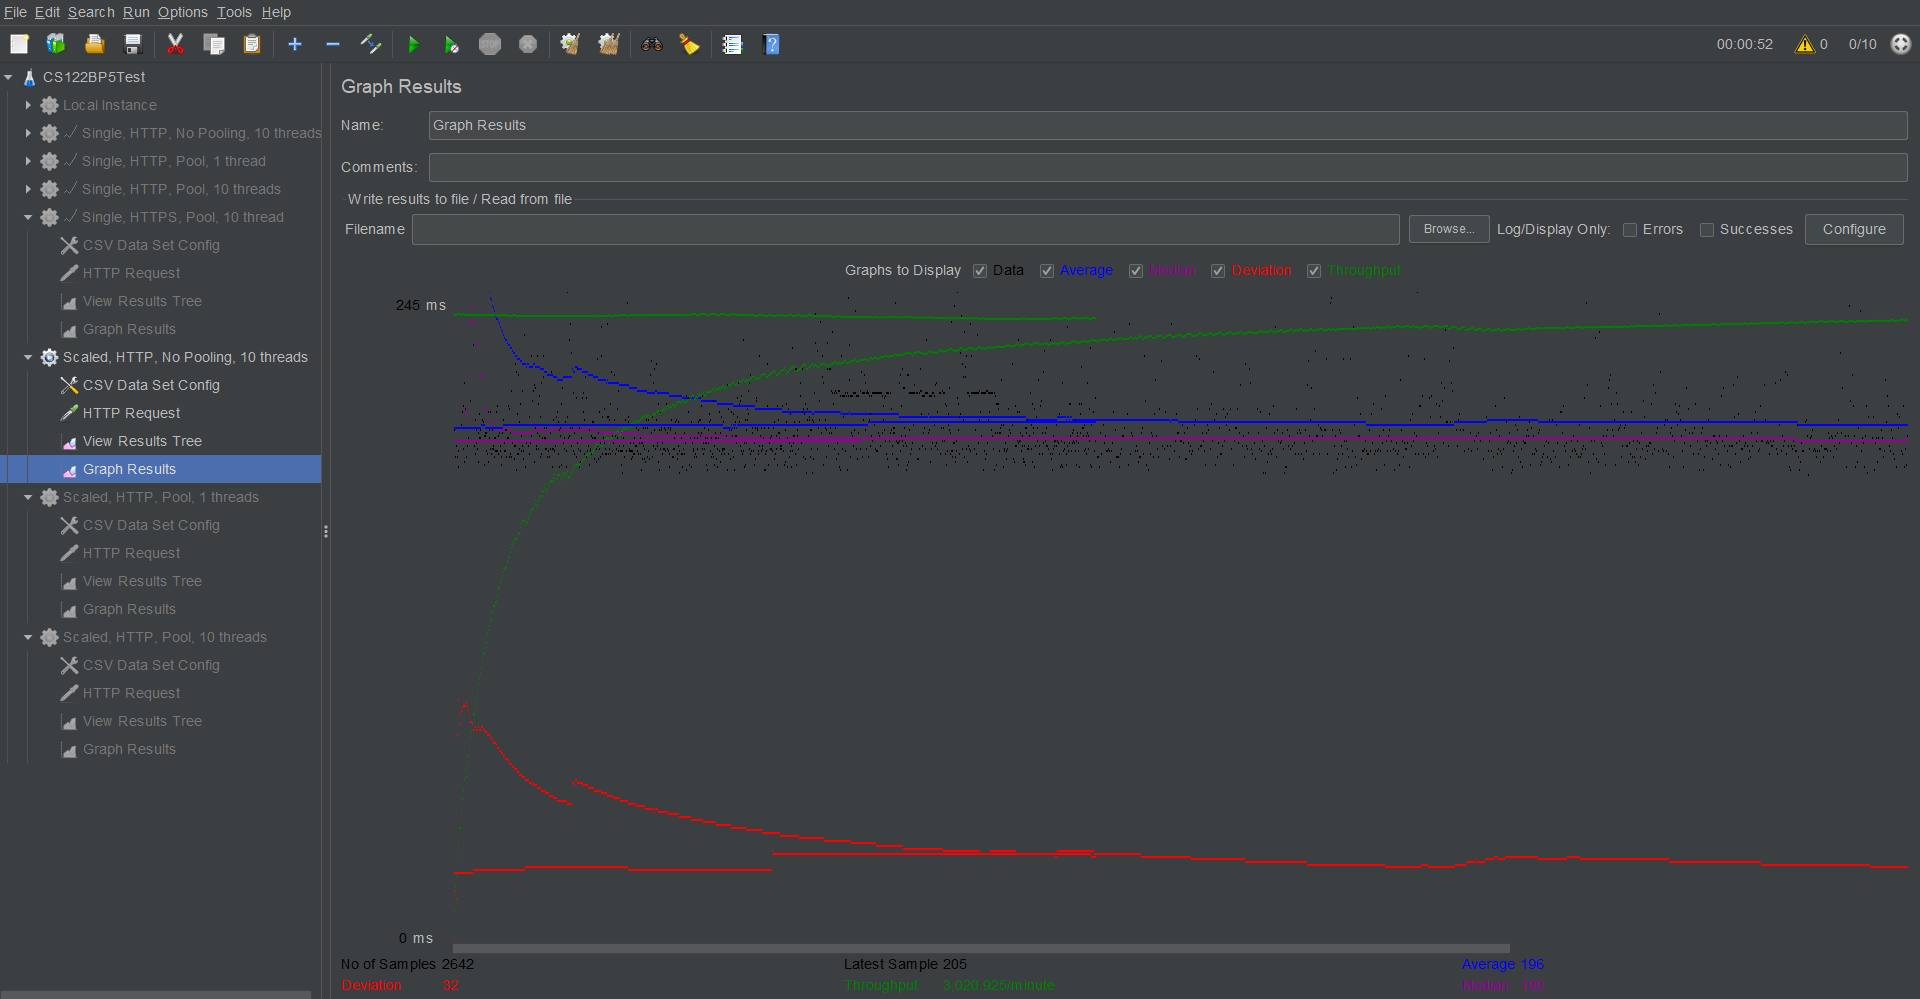 File Edit Search Run Options Tools Help
STOP
00:00:52 0 0/10
CS122BP5Test
Local Instance
Single, HTTP, No Pooling, 10 threads
Single, HTTP, Pool, 1 thread
Single, HTTP, Pool, 10 threads
Single, HTTPS, Pool, 10 thread
CSV Data Set Config
HTTP Request
View Results Tree
Graph Results
Scaled, HTTP, No Pooling, 10 threads
CSV Data Set Config
HTTP Request
View Results Tree
Graph Results
Scaled, HTTP, Pool, 1 threads
CSV Data Set Config
HTTP Request
View Results Tree
Graph Results
Scaled, HTTP, Pool, 10 threads
CSV Data Set Config
HTTP Request
View Results Tree
Graph Results
Graph Results
Name: Graph Results
Comments:
Write results to file / Read from file
Filename Browse... Log/Display Only: Errors Successes Configure
Graphs to Display Data Average Median Deviation Throughput
245 ms
0 ms
No of Samples 2642 Latest Sample 205 Average 196
Deviation 32 Throughput 3,020.925/minute Median 190